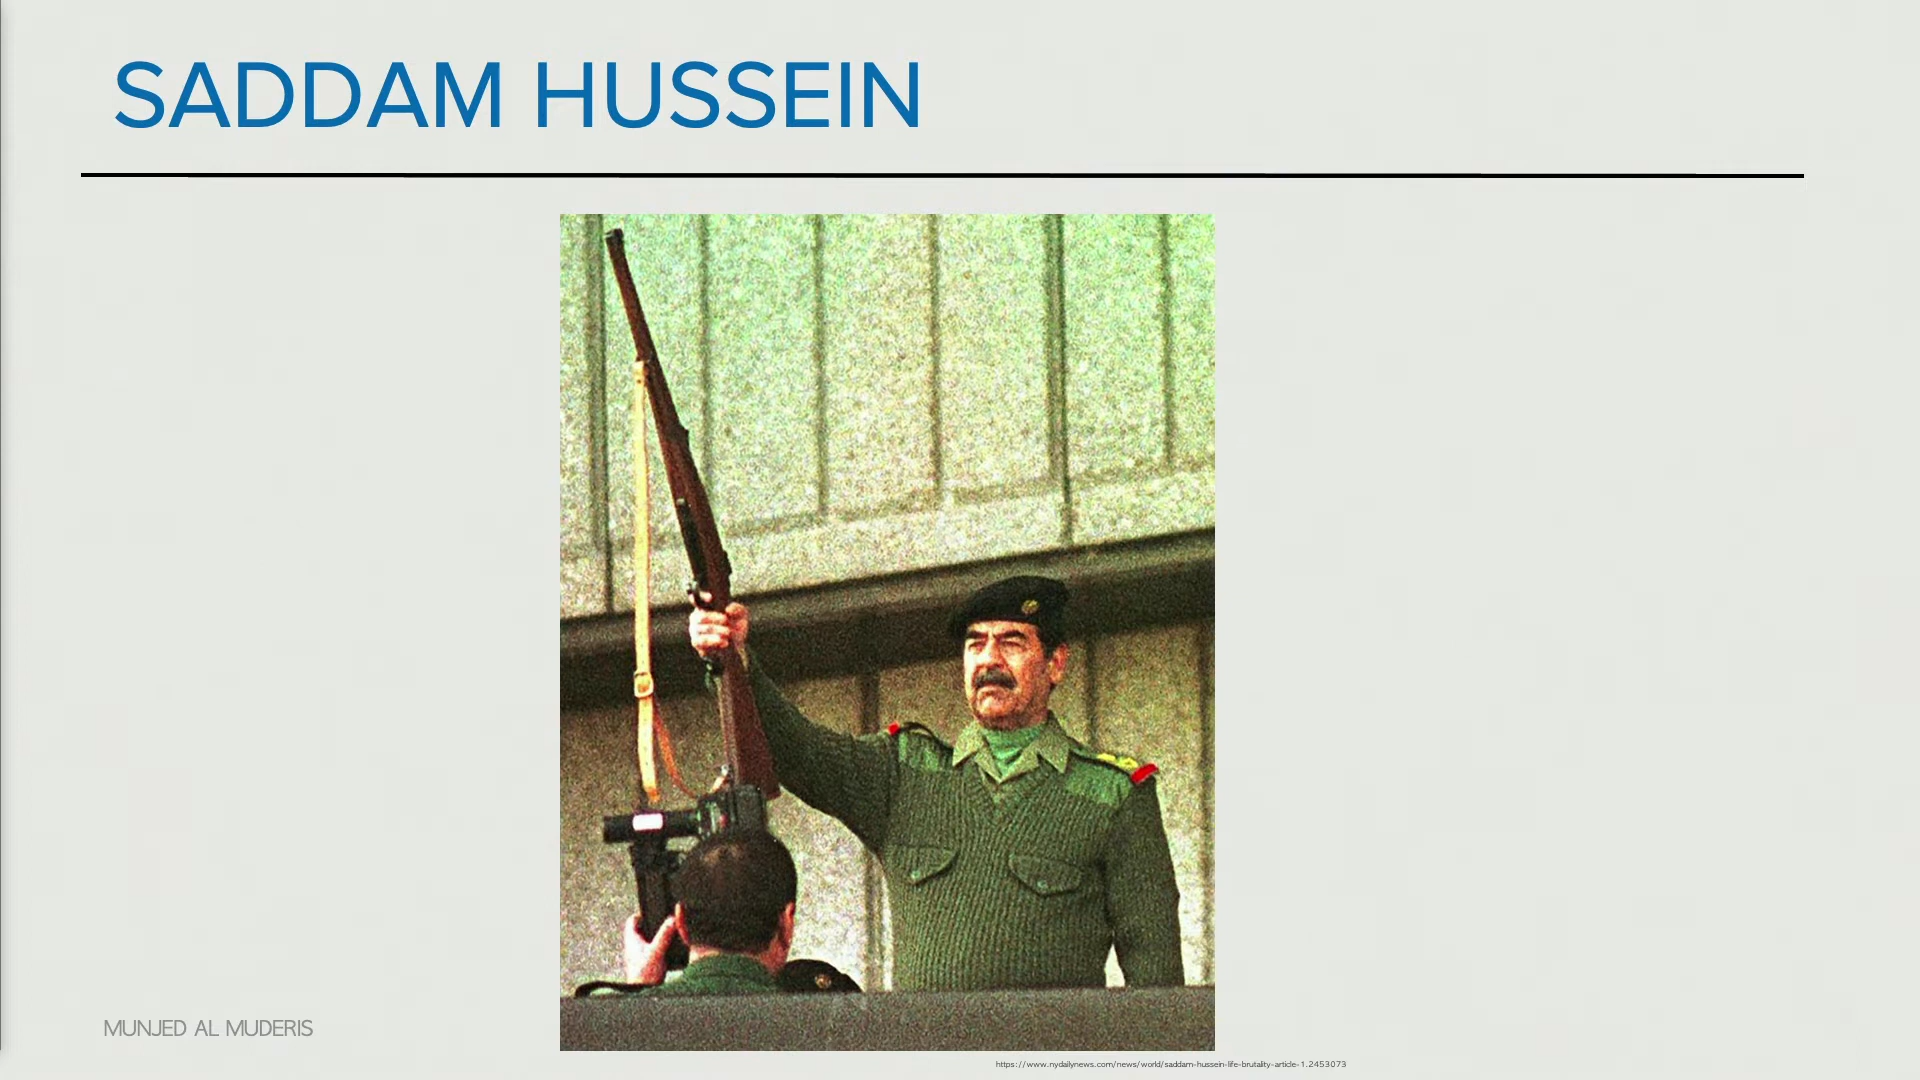 SADDAM HUSSEIN
MUNJED AL MUDERIS
https://www.nydailynews.com/news/world/saddam-hussein-life-brutality-article-1.2453073